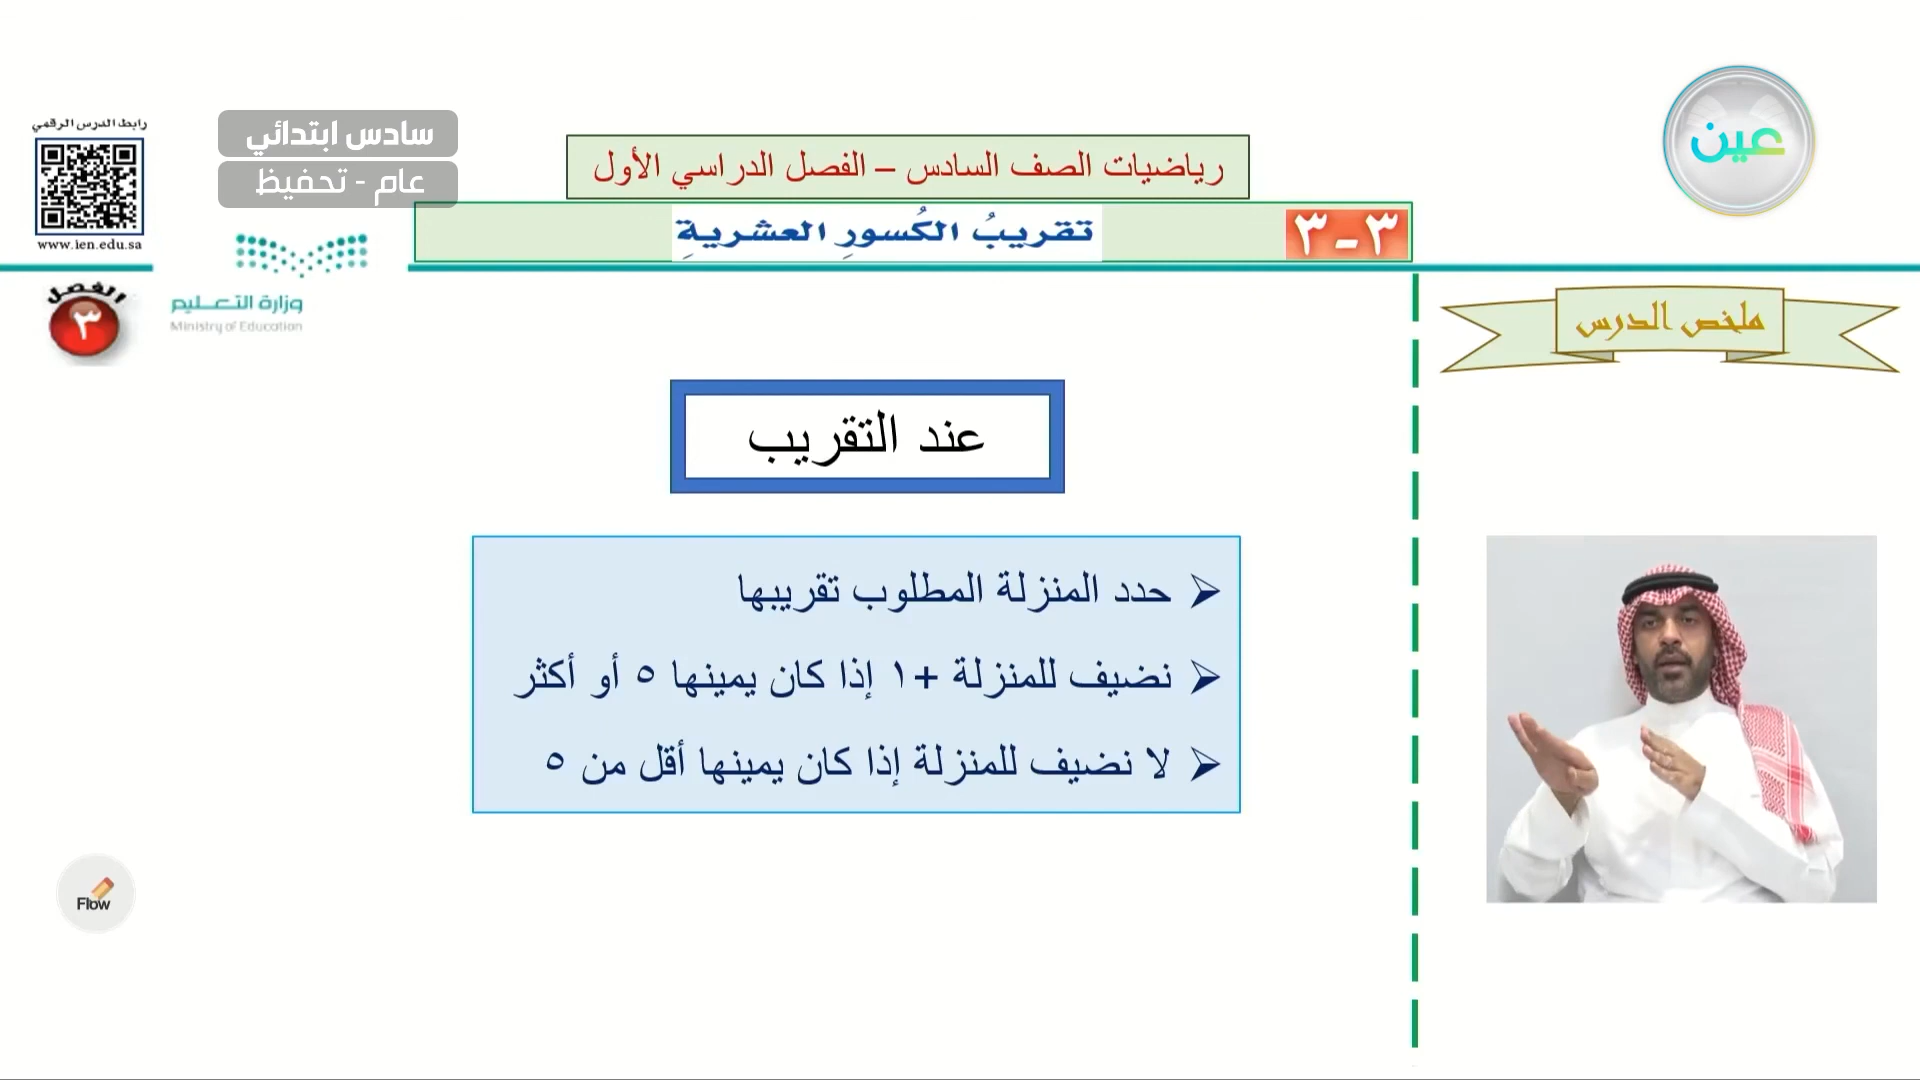 عين
رابط الدرس الرقمي
سادس ابتدائي
عام - تحفيظ
رياضيات الصف السادس – الفصل الدراسي الأول
www.ien.edu.sa
٣-٣
تقريبُ الكُسورِ العشريةِ
الفصل
٣
وزارة التعليم
Ministry of Education
ملخص الدرس
عند التقريب
حدد المنزلة المطلوب تقريبها
نضيف للمنزلة +١ إذا كان يمينها ٥ أو أكثر
لا نضيف للمنزلة إذا كان يمينها أقل من ٥
Flow